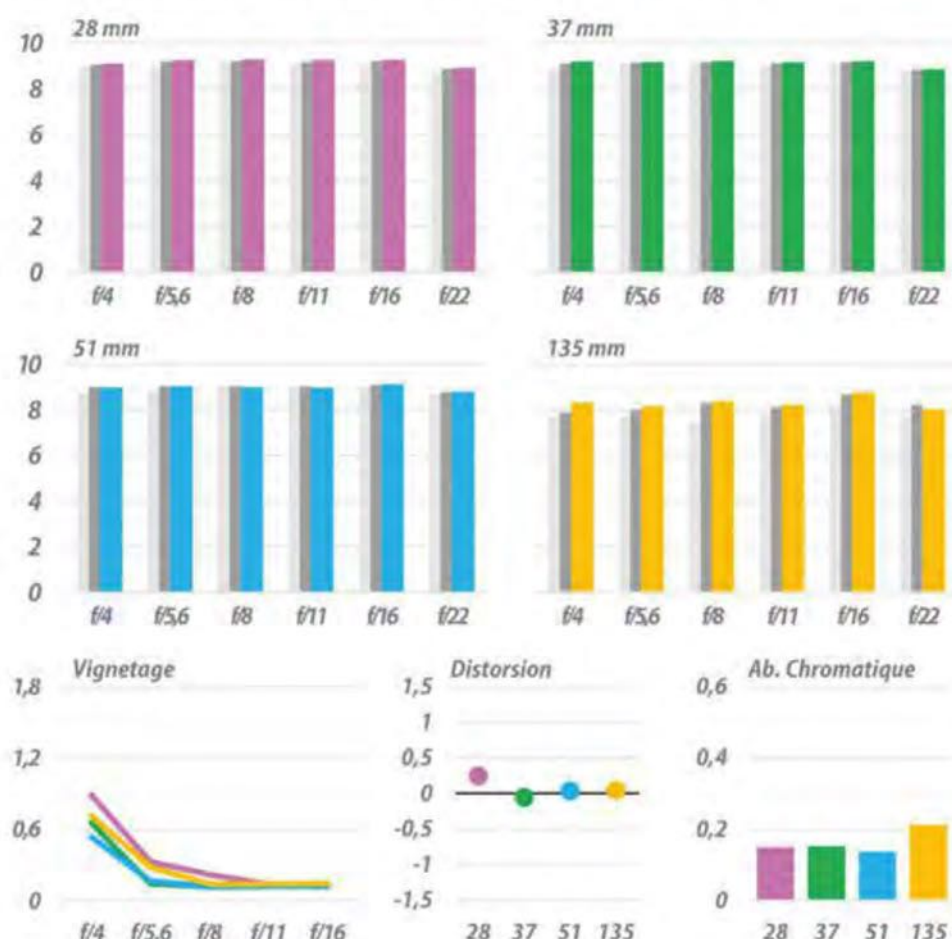 28 mm
10
8
6
4
2
0
f/4 f/5,6 f/8 f/11 f/16 f/22
37 mm
f/4 f/5,6 f/8 f/11 f/16 f/22
51 mm
10
8
6
4
2
0
f/4 f/5,6 f/8 f/11 f/16 f/22
135 mm
f/4 f/5,6 f/8 f/11 f/16 f/22
Vignetage
1,8
1,2
0,6
0
f/4 f/5,6 f/8 f/11 f/16
Distorsion
1,5
1
0,5
0
-0,5
-1
-1,5
28 37 51 135
Ab. Chromatique
0,6
0,4
0,2
0
28 37 51 135